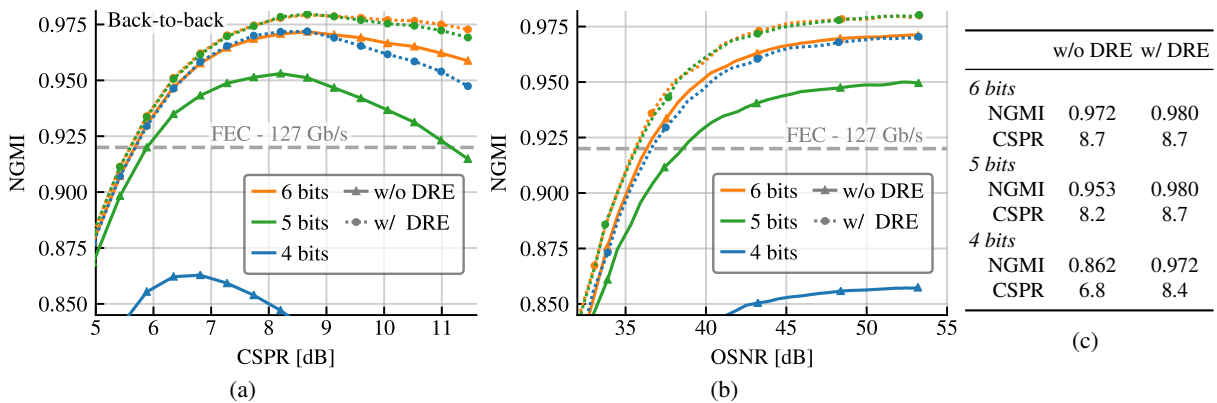 Back-to-back
NGMI
0.975
0.950
0.925
0.900
0.875
0.850
FEC - 127 Gb/s
6 bits
w/o DRE
5 bits
w/ DRE
4 bits
5 6 7 8 9 10 11
CSPR [dB]
(a)
NGMI
0.975
0.950
0.925
0.900
0.875
0.850
FEC - 127 Gb/s
6 bits
w/o DRE
5 bits
w/ DRE
4 bits
35 40 45 50 55
OSNR [dB]
(b)
w/o DRE w/ DRE
6 bits
NGMI 0.972 0.980
CSPR 8.7 8.7
5 bits
NGMI 0.953 0.980
CSPR 8.2 8.7
4 bits
NGMI 0.862 0.972
CSPR 6.8 8.4
(c)